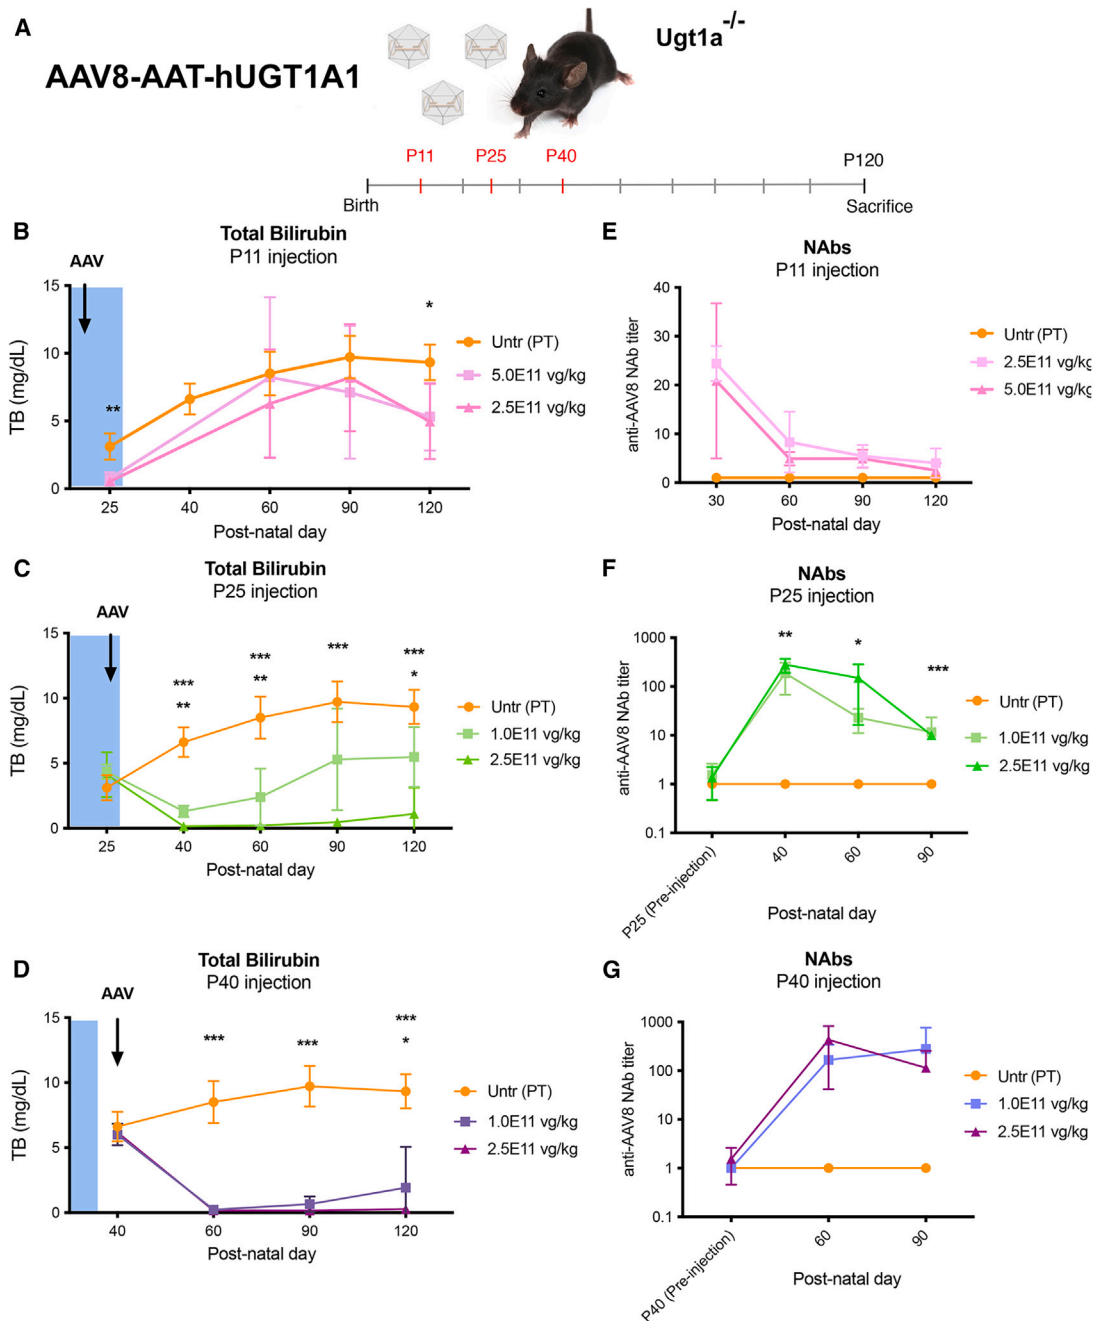 A
AAV8-AAT-hUGT1A1
Ugt1a-/-
P11 P25 P40 P120
Birth Sacrifice
B
Total Bilirubin
P11 injection
AAV
TB (mg/dL)
15
10
5
0
**
*
25 40 60 90 120
Post-natal day
Untr (PT)
5.0E11 vg/kg
2.5E11 vg/kg
E
NAbs
P11 injection
anti-AAV8 NAb titer
40
30
20
10
0
30 60 90 120
Post-natal day
Untr (PT)
2.5E11 vg/kg
5.0E11 vg/kg
C
Total Bilirubin
P25 injection
AAV
TB (mg/dL)
15
10
5
0
*** *** *** ***
** ** *
25 40 60 90 120
Post-natal day
Untr (PT)
1.0E11 vg/kg
2.5E11 vg/kg
F
NAbs
P25 injection
anti-AAV8 NAb titer
1000
100
10
1
0.1
** * ***
P25 (Pre-injection) 40 60 90
Post-natal day
Untr (PT)
1.0E11 vg/kg
2.5E11 vg/kg
D
Total Bilirubin
P40 injection
AAV
TB (mg/dL)
15
10
5
0
*** *** ***
*
40 60 90 120
Post-natal day
Untr (PT)
1.0E11 vg/kg
2.5E11 vg/kg
G
NAbs
P40 injection
anti-AAV8 NAb titer
1000
100
10
1
0.1
P40 (Pre-injection) 60 90
Post-natal day
Untr (PT)
1.0E11 vg/kg
2.5E11 vg/kg